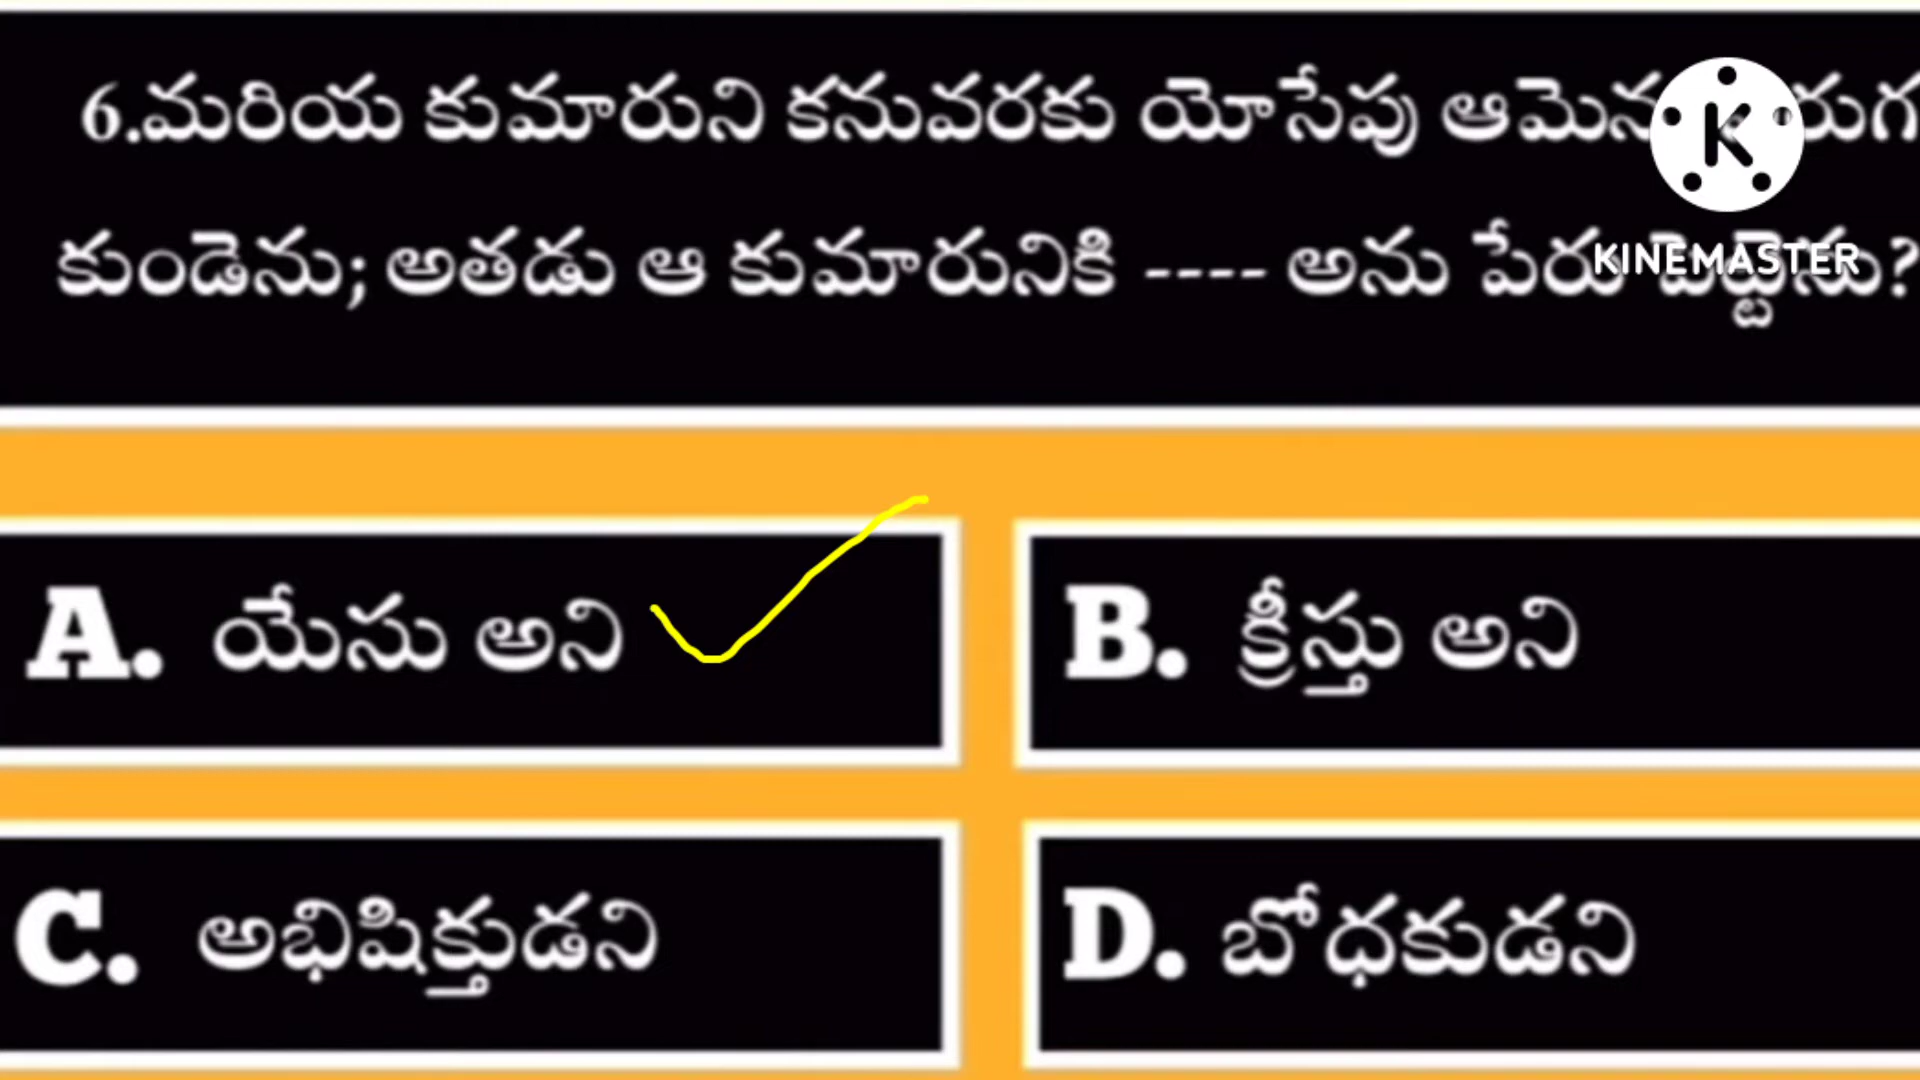 6.మరియ కుమారుని కనువరకు యోసేపు
కుండెను; అతడు ఆ కుమారునికి ---- అను పేరు పెట్టెను?
KINEMASTER
A. యేసు అని
B. క్రీస్తు అని
C. అభిషిక్తుడని
D. బోధకుడని